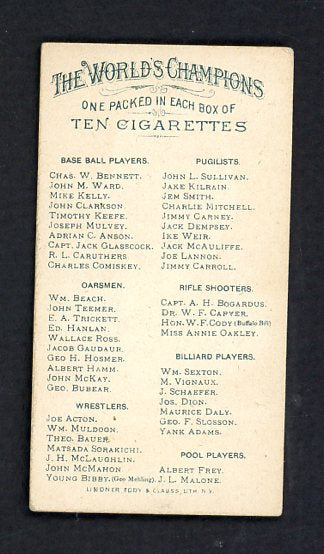 THE WORLD'S CHAMPIONS
ONE PACKED IN EACH BOX OF
TEN CIGARETTES
BASE BALL PLAYERS.
CHAS. W. BENNETT.
JOHN M. WARD.
MIKE KELLY.
JOHN CLARKSON.
TIMOTHY KEEFE.
JOSEPH MULVEY.
ADRIAN C. ANSON.
CAPT. JACK GLASSCOCK.
R. L. CARUTHERS
CHARLES COMISKEY.
OARSMEN.
WM. BEACH.
JOHN TEEMER.
E. A. TRICKETT.
ED. HANLAN.
WALLACE ROSS.
JACOB GAUDAUR.
GEO H. HOSMER.
ALBERT HAMM.
JOHN MCKAY.
GEO. BUBEAR.
WRESTLERS.
JOE ACTON.
WM. MULDOON.
THEO. BAUER.
MATSADA SORAKICHI.
J. H. MCLAUGHLIN.
JOHN MCMAHON.
YOUNG BIBBY.(Geo Mehling.)
PUGILISTS.
JOHN L. SULLIVAN.
JAKE KILRAIN.
JEM SMITH.
CHARLIE MITCHELL.
JIMMY CARNEY.
JACK DEMPSEY.
IKE WEIR.
JACK MCAULIFFE.
JOE LANNON.
JIMMY CARROLL.
RIFLE SHOOTERS.
CAPT. A. H. BOGARDUS.
DR. W. F. CARVER.
HON. W. F. CODY (Buffalo Bill)
MISS ANNIE OAKLEY.
BILLIARD PLAYERS.
WM. SEXTON.
M. VIGNAUX.
J. SCHAEFER.
JOS. DION.
MAURICE DALY.
GEO. F. SLOSSON.
YANK ADAMS.
POOL PLAYERS.
ALBERT FREY.
J. L. MALONE.
LINDNER, EDDY & CLAUSS, LITH. N.Y.